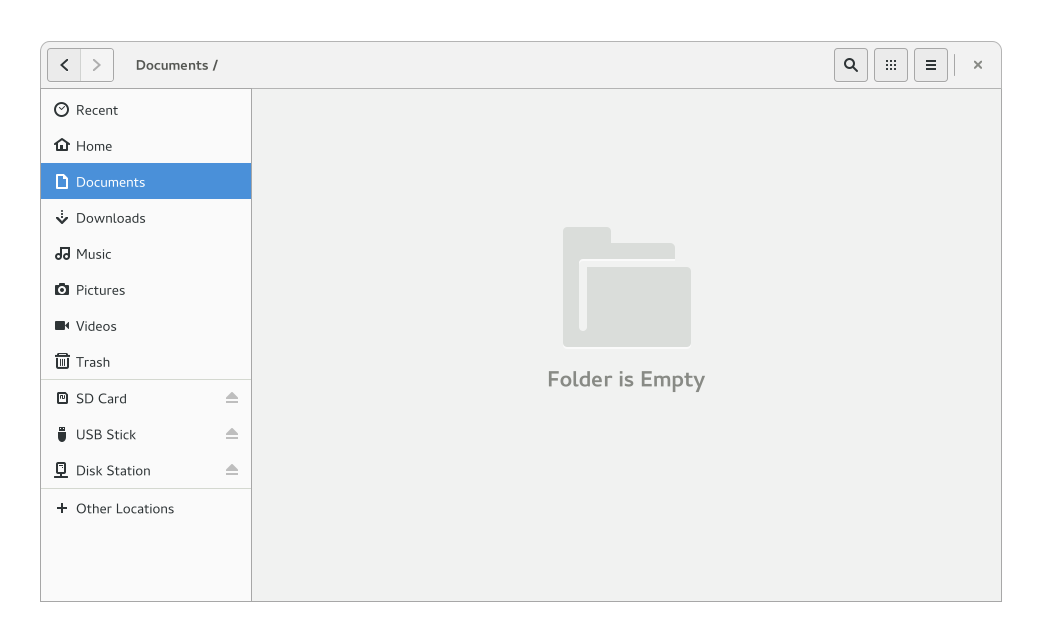 Documents /
Recent
Home
Documents
Downloads
Music
Pictures
Videos
Trash
SD Card
USB Stick
Disk Station
Other Locations
Folder is Empty